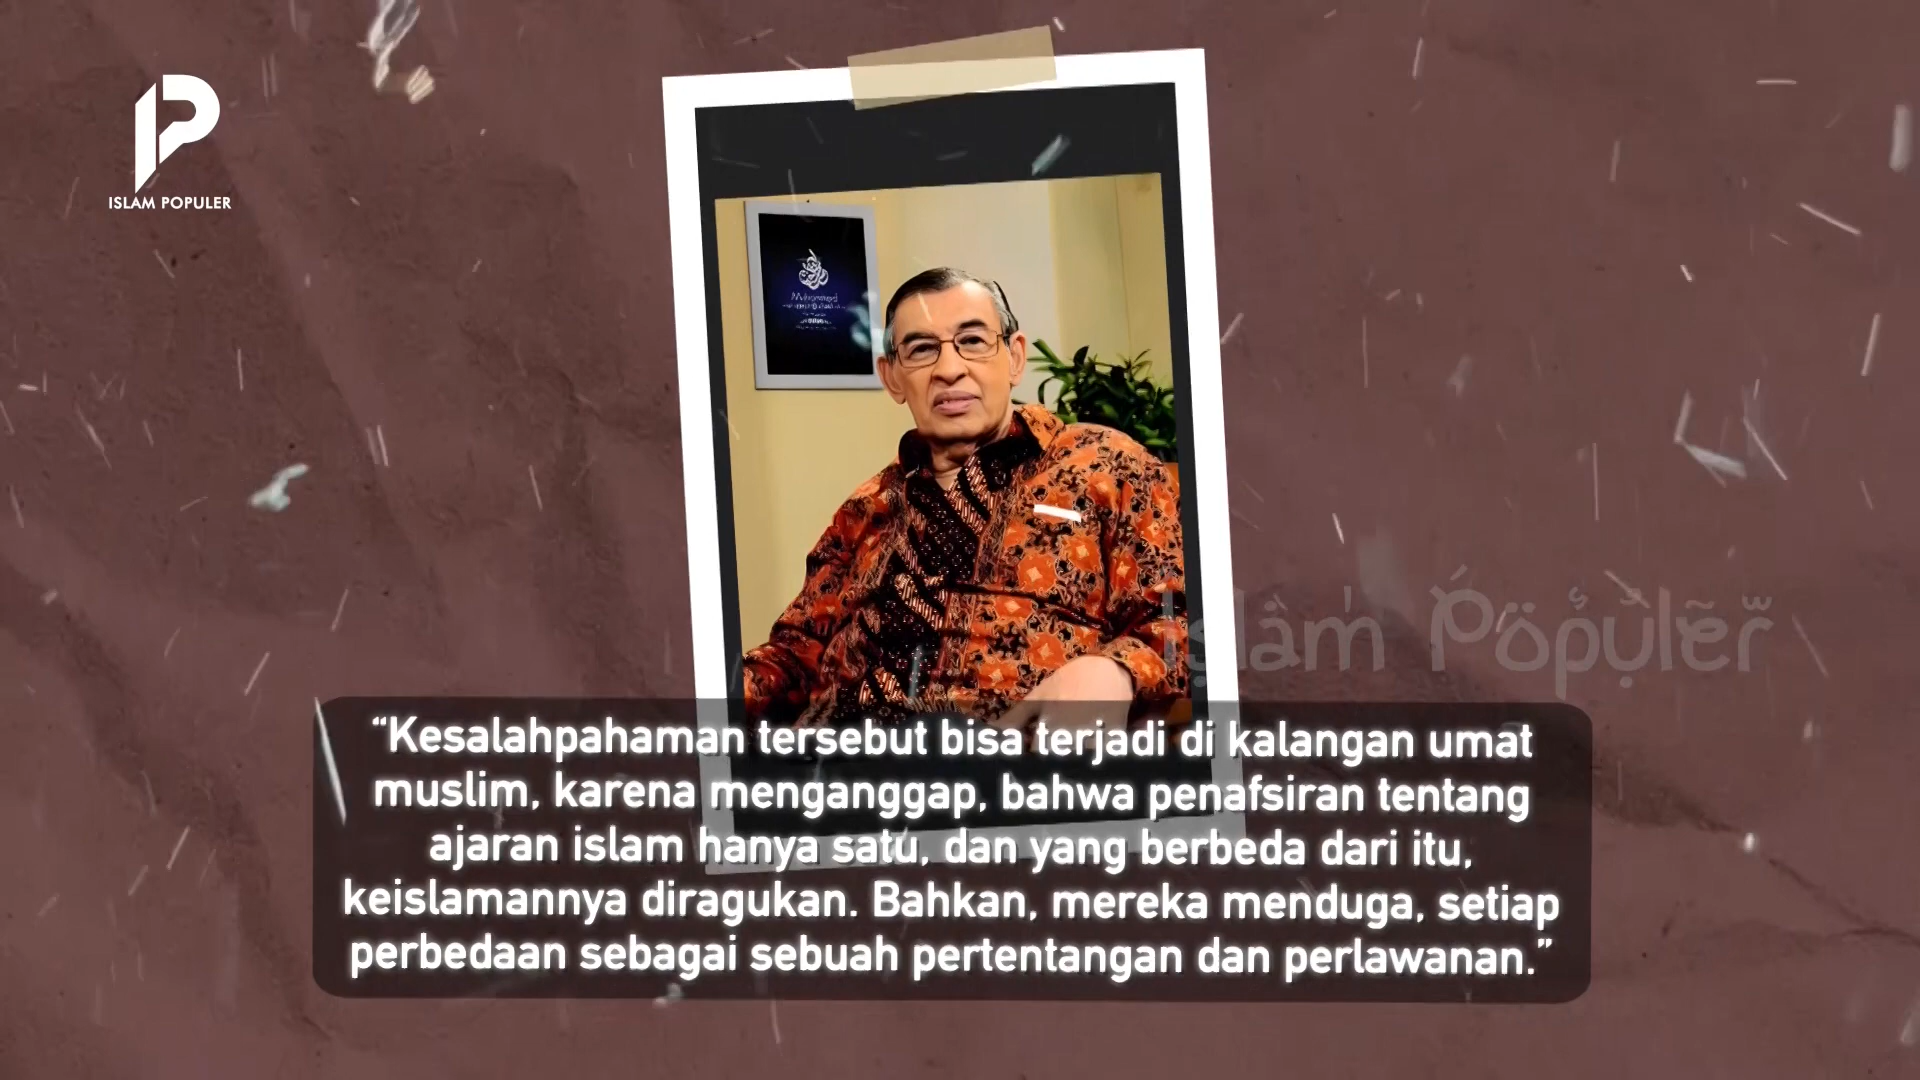 ISLAM POPULER
Islam Populer
“Kesalahpahaman tersebut bisa terjadi di kalangan umat
muslim, karena menganggap, bahwa penafsiran tentang
ajaran islam hanya satu, dan yang berbeda dari itu,
keislamannya diragukan. Bahkan, mereka menduga, setiap
perbedaan sebagai sebuah pertentangan dan perlawanan.”